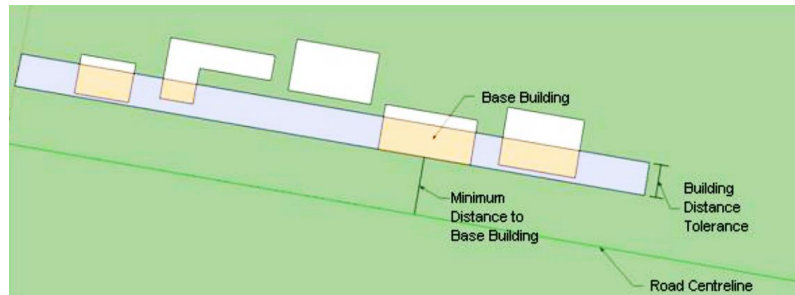 Base Building
Minimum
Distance to
Base Building
Building
Distance
Tolerance
Road Centreline